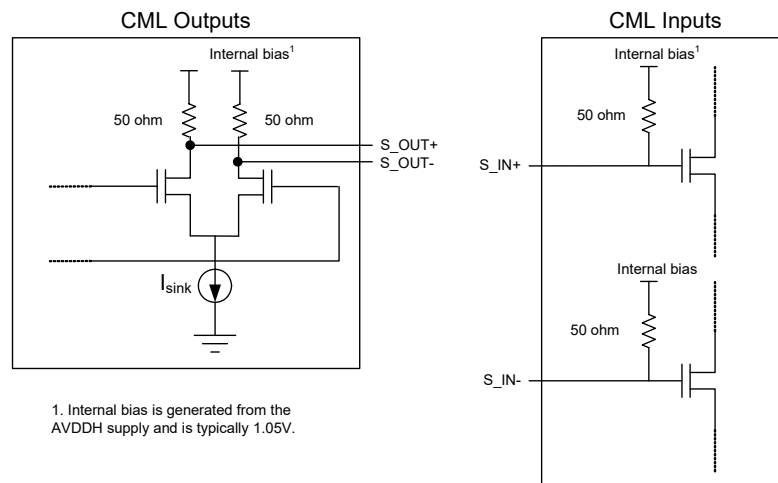 CML Outputs
Internal bias¹
50 ohm
50 ohm
S_OUT+
S_OUT-
Isink
1. Internal bias is generated from the
AVDDH supply and is typically 1.05V.
CML Inputs
Internal bias¹
50 ohm
S_IN+
Internal bias
50 ohm
S_IN-